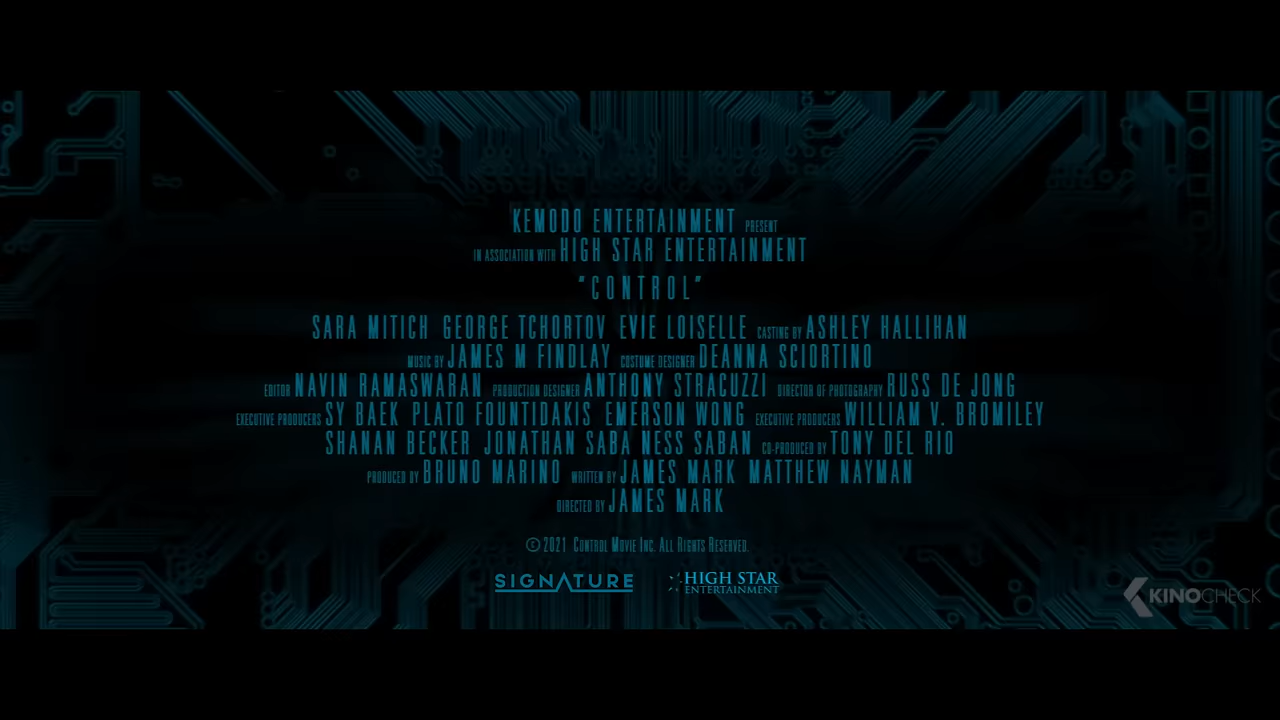 KEMODO ENTERTAINMENT PRESENT
IN ASSOCIATION WITH HIGH STAR ENTERTAINMENT
"CONTROL"
SARA MITICH GEORGE TCHORTOV EVIE LOISELLE CASTING BY ASHLEY HALLIHAN
MUSIC BY JAMES M FINDLAY COSTUME DESIGNER DEANNA SCIORTINO
EDITOR NAVIN RAMASWARAN PRODUCTION DESIGNER ANTHONY STRACUZZI DIRECTOR OF PHOTOGRAPHY RUSS DE JONG
EXECUTIVE PRODUCERS SY BAEK PLATO FOUNTIDAKIS EMERSON WONG EXECUTIVE PRODUCERS WILLIAM V. BROMILEY
SHANAN BECKER JONATHAN SABA NESS SABAN CO-PRODUCED BY TONY DEL RIO
PRODUCED BY BRUNO MARINO WRITTEN BY JAMES MARK MATTHEW NAYMAN
DIRECTED BY JAMES MARK
© 2021 CONTROL MOVIE INC. ALL RIGHTS RESERVED.
SIGNATURE
HIGH STAR
ENTERTAINMENT
KINOCHECK